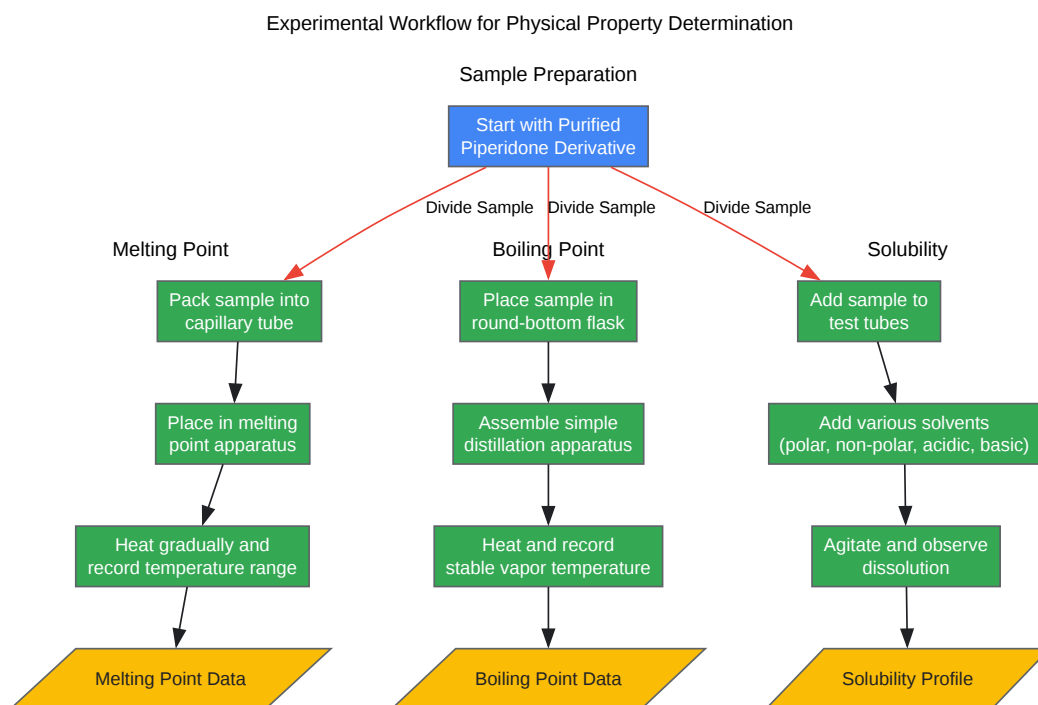 Experimental Workflow for Physical Property Determination
Sample Preparation
Start with Purified
Piperidone Derivative
Divide Sample
Divide Sample
Divide Sample
Melting Point
Boiling Point
Solubility
Pack sample into
capillary tube
Place sample in
round-bottom flask
Add sample to
test tubes
Place in melting
point apparatus
Assemble simple
distillation apparatus
Add various solvents
(polar, non-polar, acidic, basic)
Heat gradually and
record temperature range
Heat and record
stable vapor temperature
Agitate and observe
dissolution
Melting Point Data
Boiling Point Data
Solubility Profile